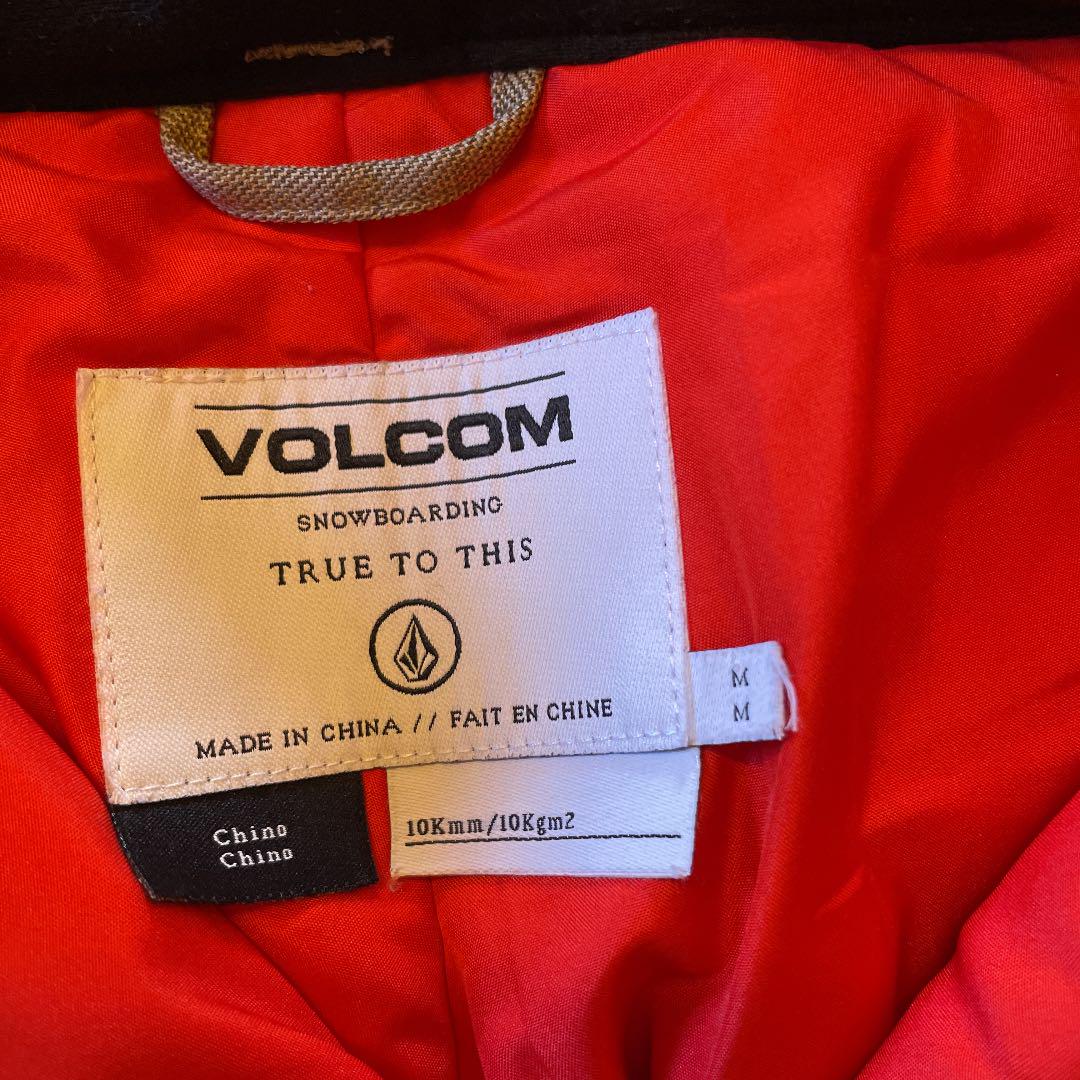 VOLCOM
SNOWBOARDING
TRUE TO THIS
MADE IN CHINA // FAIT EN CHINE
M
M
Chino
Chino
10Kmm/10Kgm2